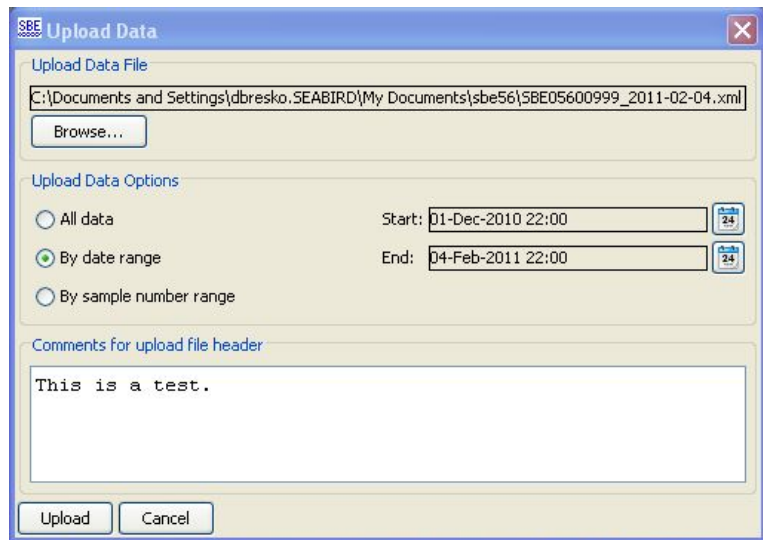 SBE Upload Data
Upload Data File
C:\Documents and Settings\dbresko.SEABIRD\My Documents\sbe56\SBE05600999_2011-02-04.xml
Browse...
Upload Data Options
All data Start: 01-Dec-2010 22:00 24
By date range End: 04-Feb-2011 22:00 24
By sample number range
Comments for upload file header
This is a test.
Upload Cancel